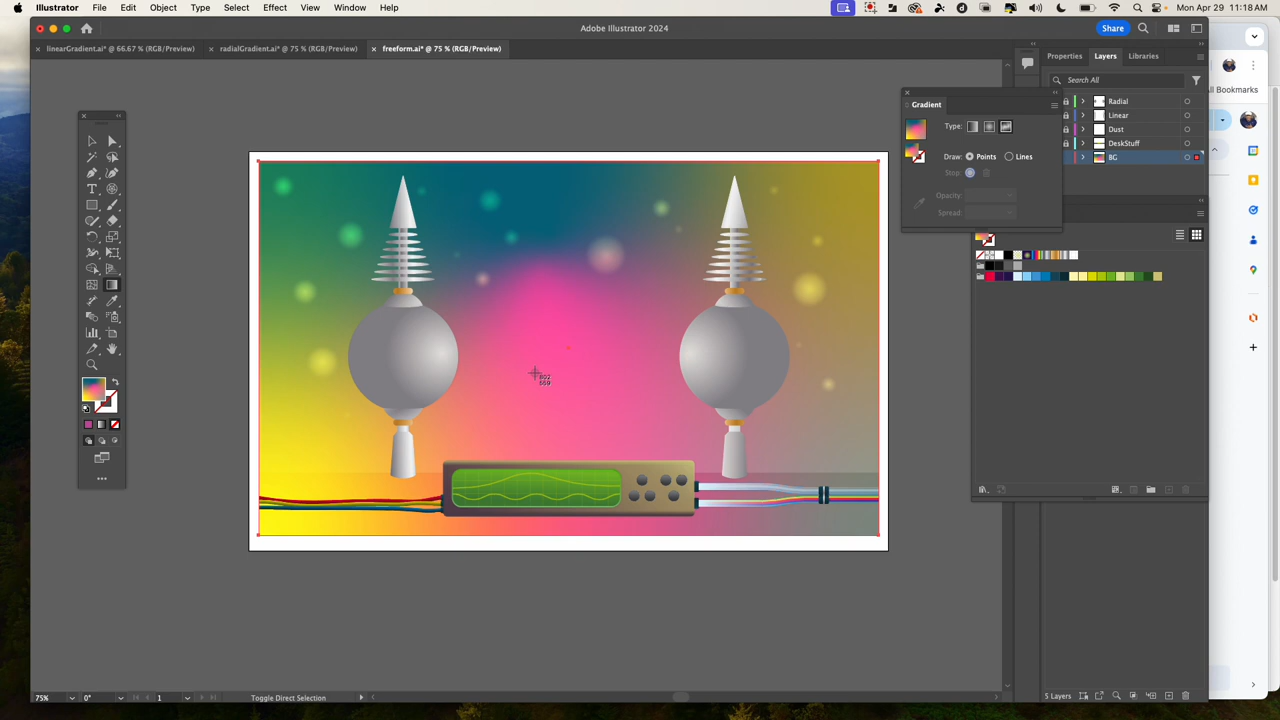 Illustrator File Edit Object Type Select Effect View Window Help
Mon Apr 29 11:18 AM
Adobe Illustrator 2024
Share
linearGradient.ai* @ 66.67 % (RGB/Preview)
radialGradient.ai* @ 75 % (RGB/Preview)
freeform.ai* @ 75 % (RGB/Preview)
Properties Layers Libraries
Search All
All Bookmarks
Gradient
Radial
Linear
Dust
DeskStuff
BG
Type:
Draw: Points Lines
Stop:
Opacity:
Spread:
802
569
75%
0°
1
Toggle Direct Selection
5 Layers